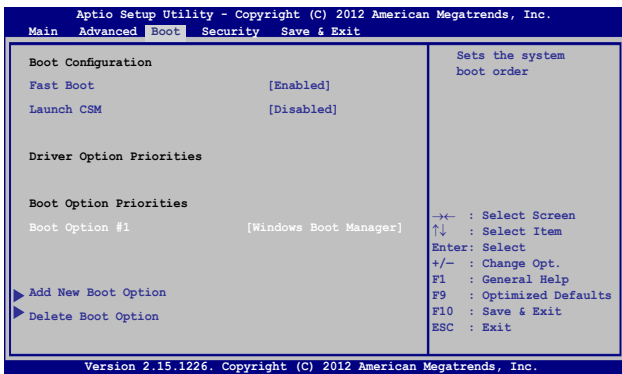 Aptio Setup Utility - Copyright (C) 2012 American Megatrends, Inc.
Main Advanced Boot Security Save & Exit
Boot Configuration
Fast Boot [Enabled]
Launch CSM [Disabled]
Driver Option Priorities
Boot Option Priorities
Boot Option #1 [Windows Boot Manager]
Add New Boot Option
Delete Boot Option
Sets the system
boot order
→← : Select Screen
↑↓ : Select Item
Enter: Select
+/— : Change Opt.
F1 : General Help
F9 : Optimized Defaults
F10 : Save & Exit
ESC : Exit
Version 2.15.1226. Copyright (C) 2012 American Megatrends, Inc.